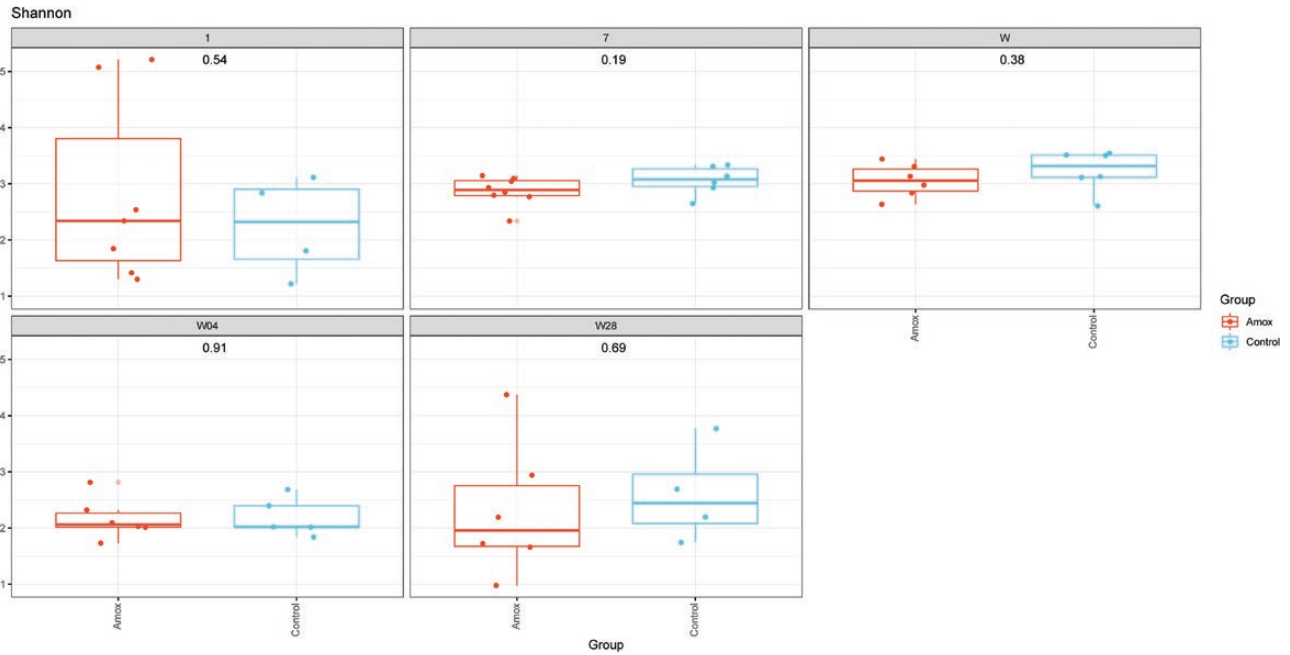 Shannon
1 7 W
0.54 0.19 0.38
5
4
3
2
1
Amox Control
Group
Amox
Control
W04 W28
0.91 0.69
5
4
3
2
1
Amox Control Amox Control
Group